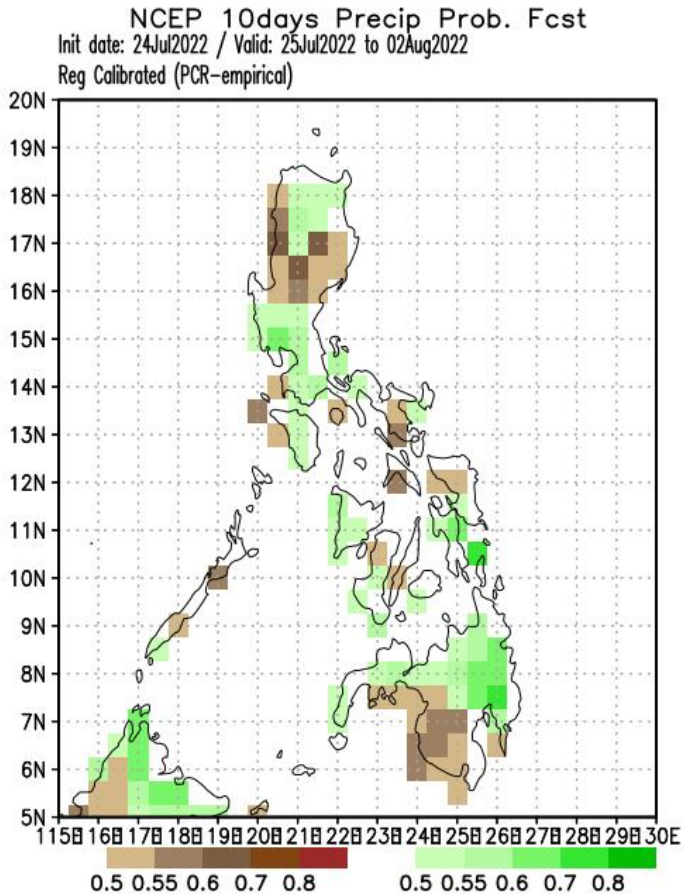 NCEP 10days Precip Prob. Fcst
Init date: 24Jul2022 / Valid: 25Jul2022 to 02Aug2022
Reg Calibrated (PCR-empirical)
20N
19N
18N
17N
16N
15N
14N
13N
12N
11N
10N
9N
8N
7N
6N
5N
115E 116E 117E 118E 119E 120E 121E 122E 123E 124E 125E 126E 127E 128E 129E 130E
0.5 0.55 0.6 0.7 0.8 0.5 0.55 0.6 0.7 0.8